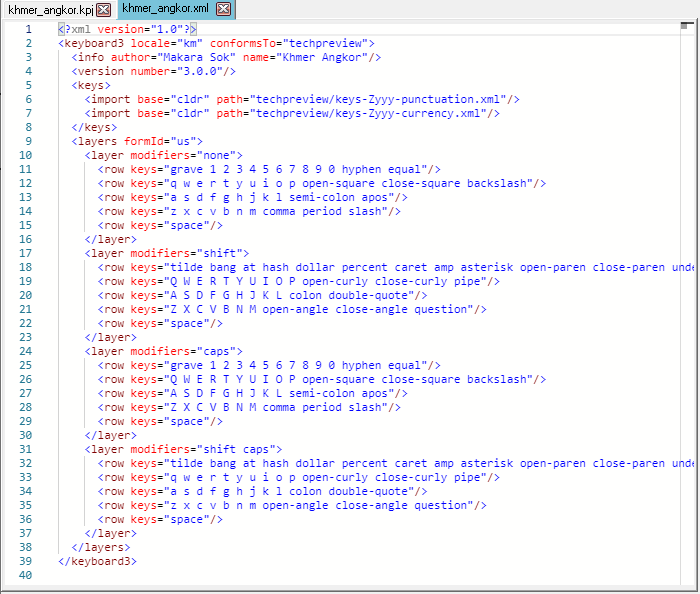 khmer_angkor.kpj khmer_angkor.xml
1 <?xml version="1.0"?>
2 <keyboard3 locale="km" conformsTo="techpreview">
3 <info author="Makara Sok" name="Khmer Angkor"/>
4 <version number="3.0.0"/>
5 <keys>
6 <import base="cldr" path="techpreview/keys-Zyyy-punctuation.xml"/>
7 <import base="cldr" path="techpreview/keys-Zyyy-currency.xml"/>
8 </keys>
9 <layers formId="us">
10 <layer modifiers="none">
11 <row keys="grave 1 2 3 4 5 6 7 8 9 0 hyphen equal"/>
12 <row keys="q w e r t y u i o p open-square close-square backslash"/>
13 <row keys="a s d f g h j k l semi-colon apos"/>
14 <row keys="z x c v b n m comma period slash"/>
15 <row keys="space"/>
16 </layer>
17 <layer modifiers="shift">
18 <row keys="tilde bang at hash dollar percent caret amp asterisk open-paren close-paren unde
19 <row keys="Q W E R T Y U I O P open-curly close-curly pipe"/>
20 <row keys="A S D F G H J K L colon double-quote"/>
21 <row keys="Z X C V B N M open-angle close-angle question"/>
22 <row keys="space"/>
23 </layer>
24 <layer modifiers="caps">
25 <row keys="grave 1 2 3 4 5 6 7 8 9 0 hyphen equal"/>
26 <row keys="Q W E R T Y U I O P open-square close-square backslash"/>
27 <row keys="A S D F G H J K L semi-colon apos"/>
28 <row keys="Z X C V B N M comma period slash"/>
29 <row keys="space"/>
30 </layer>
31 <layer modifiers="shift caps">
32 <row keys="tilde bang at hash dollar percent caret amp asterisk open-paren close-paren unde
33 <row keys="q w e r t y u i o p open-curly close-curly pipe"/>
34 <row keys="a s d f g h j k l colon double-quote"/>
35 <row keys="z x c v b n m open-angle close-angle question"/>
36 <row keys="space"/>
37 </layer>
38 </layers>
39 </keyboard3>
40